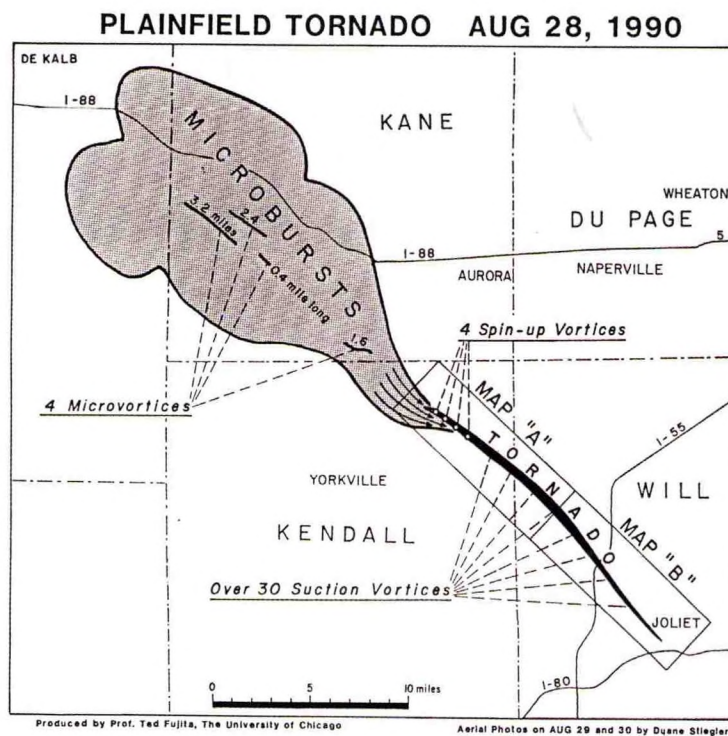 PLAINFIELD TORNADO AUG 28, 1990
DE KALB
I-88
KANE
MICROBURSTS
WHEATON
DU PAGE
3.2 miles
2.4
5
I-88
AURORA
NAPERVILLE
0.4 mile long
1.6
4 Spin-up Vortices
4 Microvortices
MAP "A"
I-55
TORNADO
YORKVILLE
WILL
KENDALL
MAP "B"
Over 30 Suction Vortices
JOLIET
I-80
0 5 10 miles
Produced by Prof. Ted Fujita, The University of Chicago
Aerial Photos on AUG 29 and 30 by Duane Stiegler